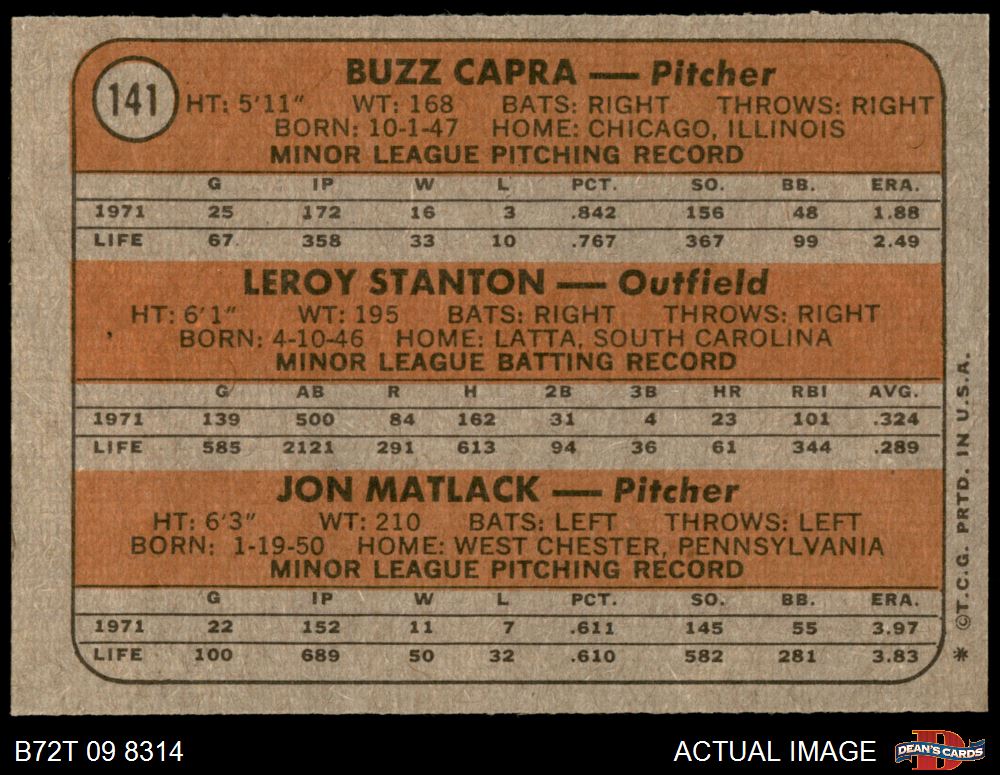 141
BUZZ CAPRA — Pitcher
HT: 5'11" WT: 168 BATS: RIGHT THROWS: RIGHT
BORN: 10-1-47 HOME: CHICAGO, ILLINOIS
MINOR LEAGUE PITCHING RECORD
G IP W L PCT. SO. BB. ERA.
1971 25 172 16 3 .842 156 48 1.88
LIFE 67 358 33 10 .767 367 99 2.49
LEROY STANTON — Outfield
HT: 6'1" WT: 195 BATS: RIGHT THROWS: RIGHT
BORN: 4-10-46 HOME: LATTA, SOUTH CAROLINA
MINOR LEAGUE BATTING RECORD
G AB R H 2B 3B HR RBI AVG.
1971 139 500 84 162 31 4 23 101 .324
LIFE 585 2121 291 613 94 36 61 344 .289
JON MATLACK — Pitcher
HT: 6'3" WT: 210 BATS: LEFT THROWS: LEFT
BORN: 1-19-50 HOME: WEST CHESTER, PENNSYLVANIA
MINOR LEAGUE PITCHING RECORD
G IP W L PCT. SO. BB. ERA.
1971 22 152 11 7 .611 145 55 3.97
LIFE 100 689 50 32 .610 582 281 3.83
* ©T.C.G. PRTD. IN U.S.A.
B72T 09 8314
ACTUAL IMAGE
D
DEAN'S CARDS